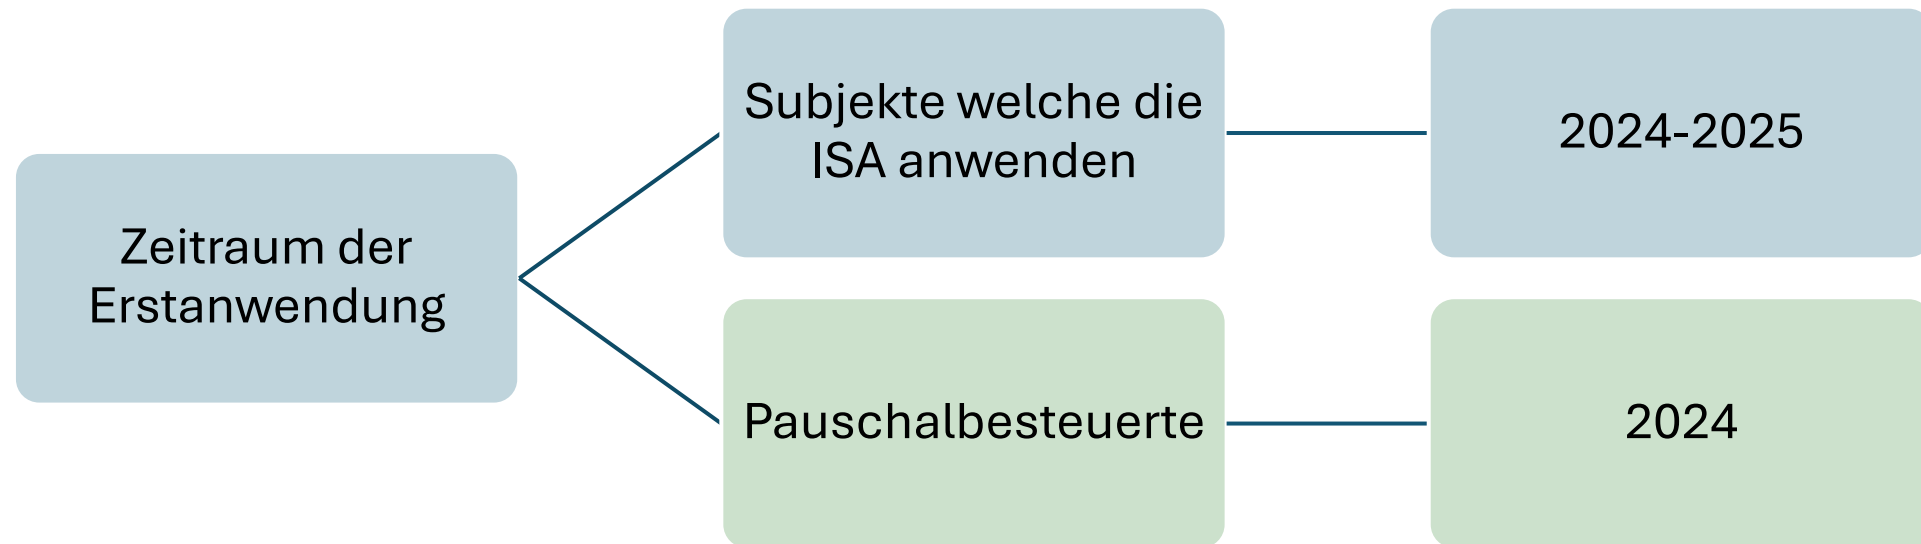 Zeitraum der
Erstanwendung
Subjekte welche die
ISA anwenden
2024-2025
Pauschalbesteuerte
2024